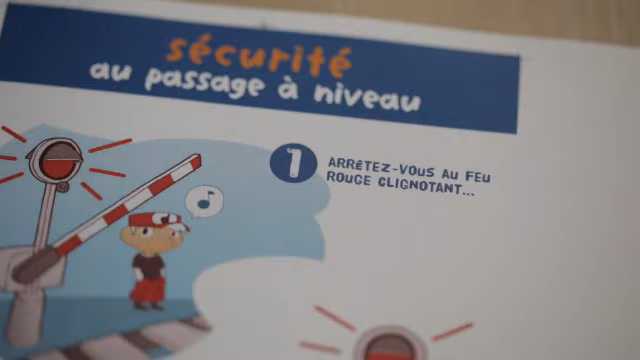 sécurité
au passage à niveau
1 ARRÊTEZ-VOUS AU FEU
ROUGE CLIGNOTANT...